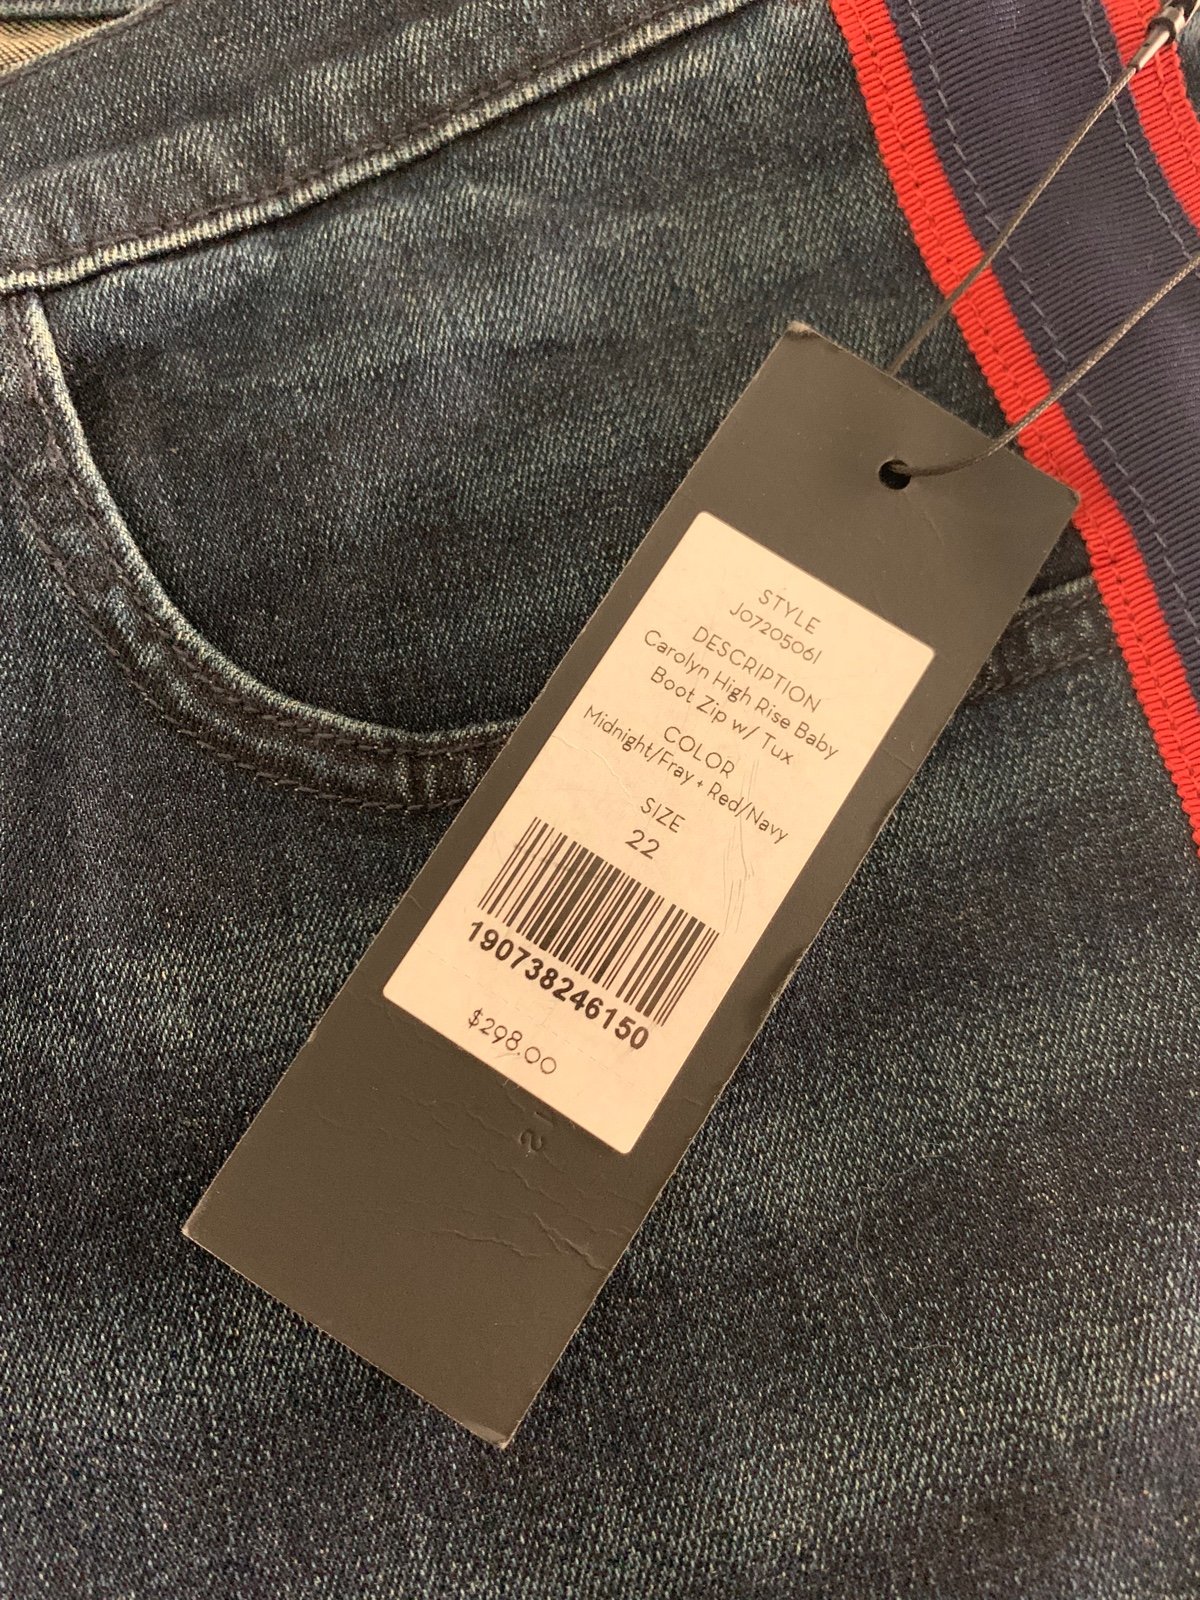 STYLE
J07205061
DESCRIPTION
Carolyn High Rise Baby
Boot Zip w/ Tux
COLOR
Midnight/Fray + Red/Navy
SIZE
22
190738246150
$298.00